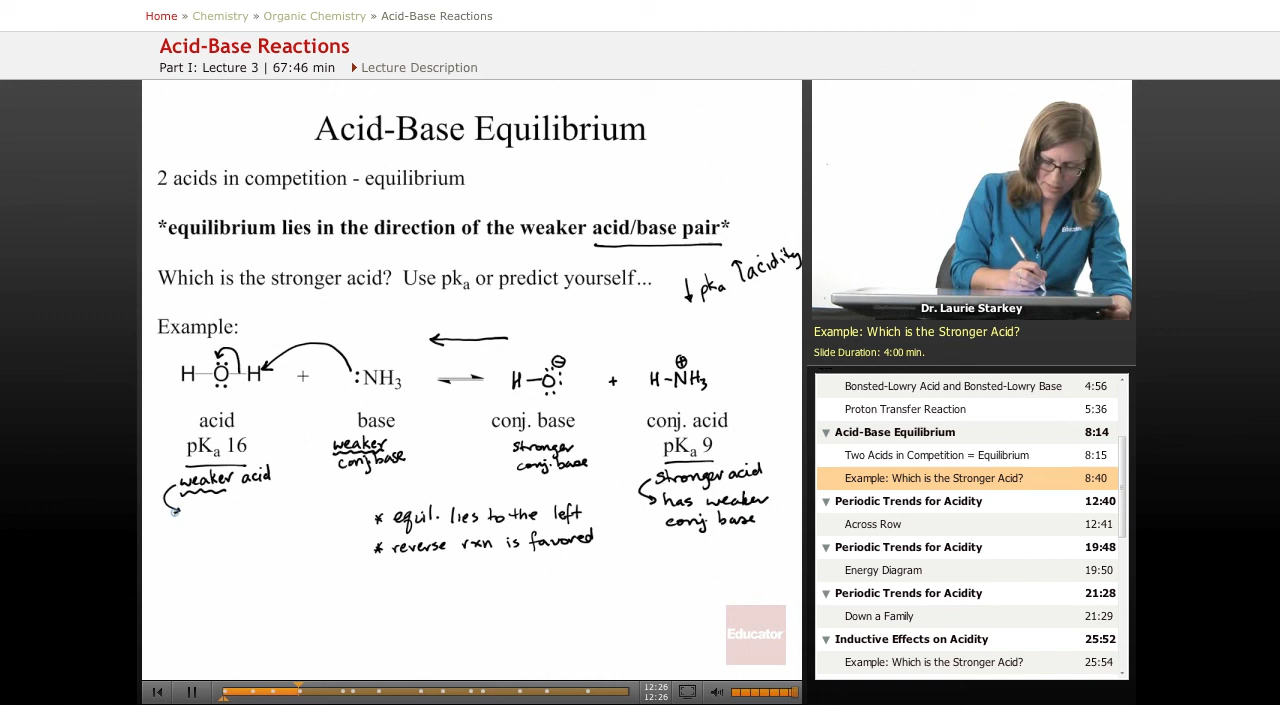 Home » Chemistry » Organic Chemistry » Acid-Base Reactions
Acid-Base Reactions
Part I: Lecture 3 | 67:46 min Lecture Description
Acid-Base Equilibrium
2 acids in competition - equilibrium
*equilibrium lies in the direction of the weaker acid/base pair*
Which is the stronger acid? Use pka or predict yourself...
↓ pka ↑ acidity
Example:
H-O-H + :NH3 ⇌ H-O:⊖ + H-NH3 ⊕
acid base conj. base conj. acid
pKa 16 pKa 9
weaker acid
weaker
conj base
stronger
conj. base
stronger acid
has weaker
conj. base
* equil. lies to the left
* reverse rxn is favored
Educator
Educator
Dr. Laurie Starkey
Example: Which is the Stronger Acid?
Slide Duration: 4:00 min.
Bonsted-Lowry Acid and Bonsted-Lowry Base 4:56
Proton Transfer Reaction 5:36
Acid-Base Equilibrium 8:14
Two Acids in Competition = Equilibrium 8:15
Example: Which is the Stronger Acid? 8:40
Periodic Trends for Acidity 12:40
Across Row 12:41
Periodic Trends for Acidity 19:48
Energy Diagram 19:50
Periodic Trends for Acidity 21:28
Down a Family 21:29
Inductive Effects on Acidity 25:52
Example: Which is the Stronger Acid? 25:54
12:26
12:26